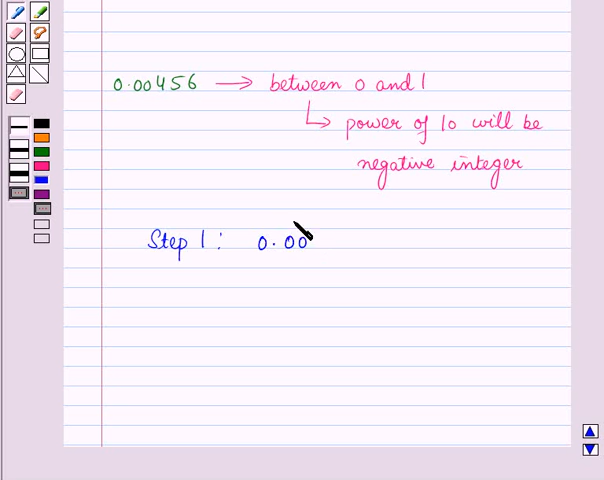 0.00456 → between 0 and 1
↳ power of 10 will be
negative integer
Step 1: 0.00